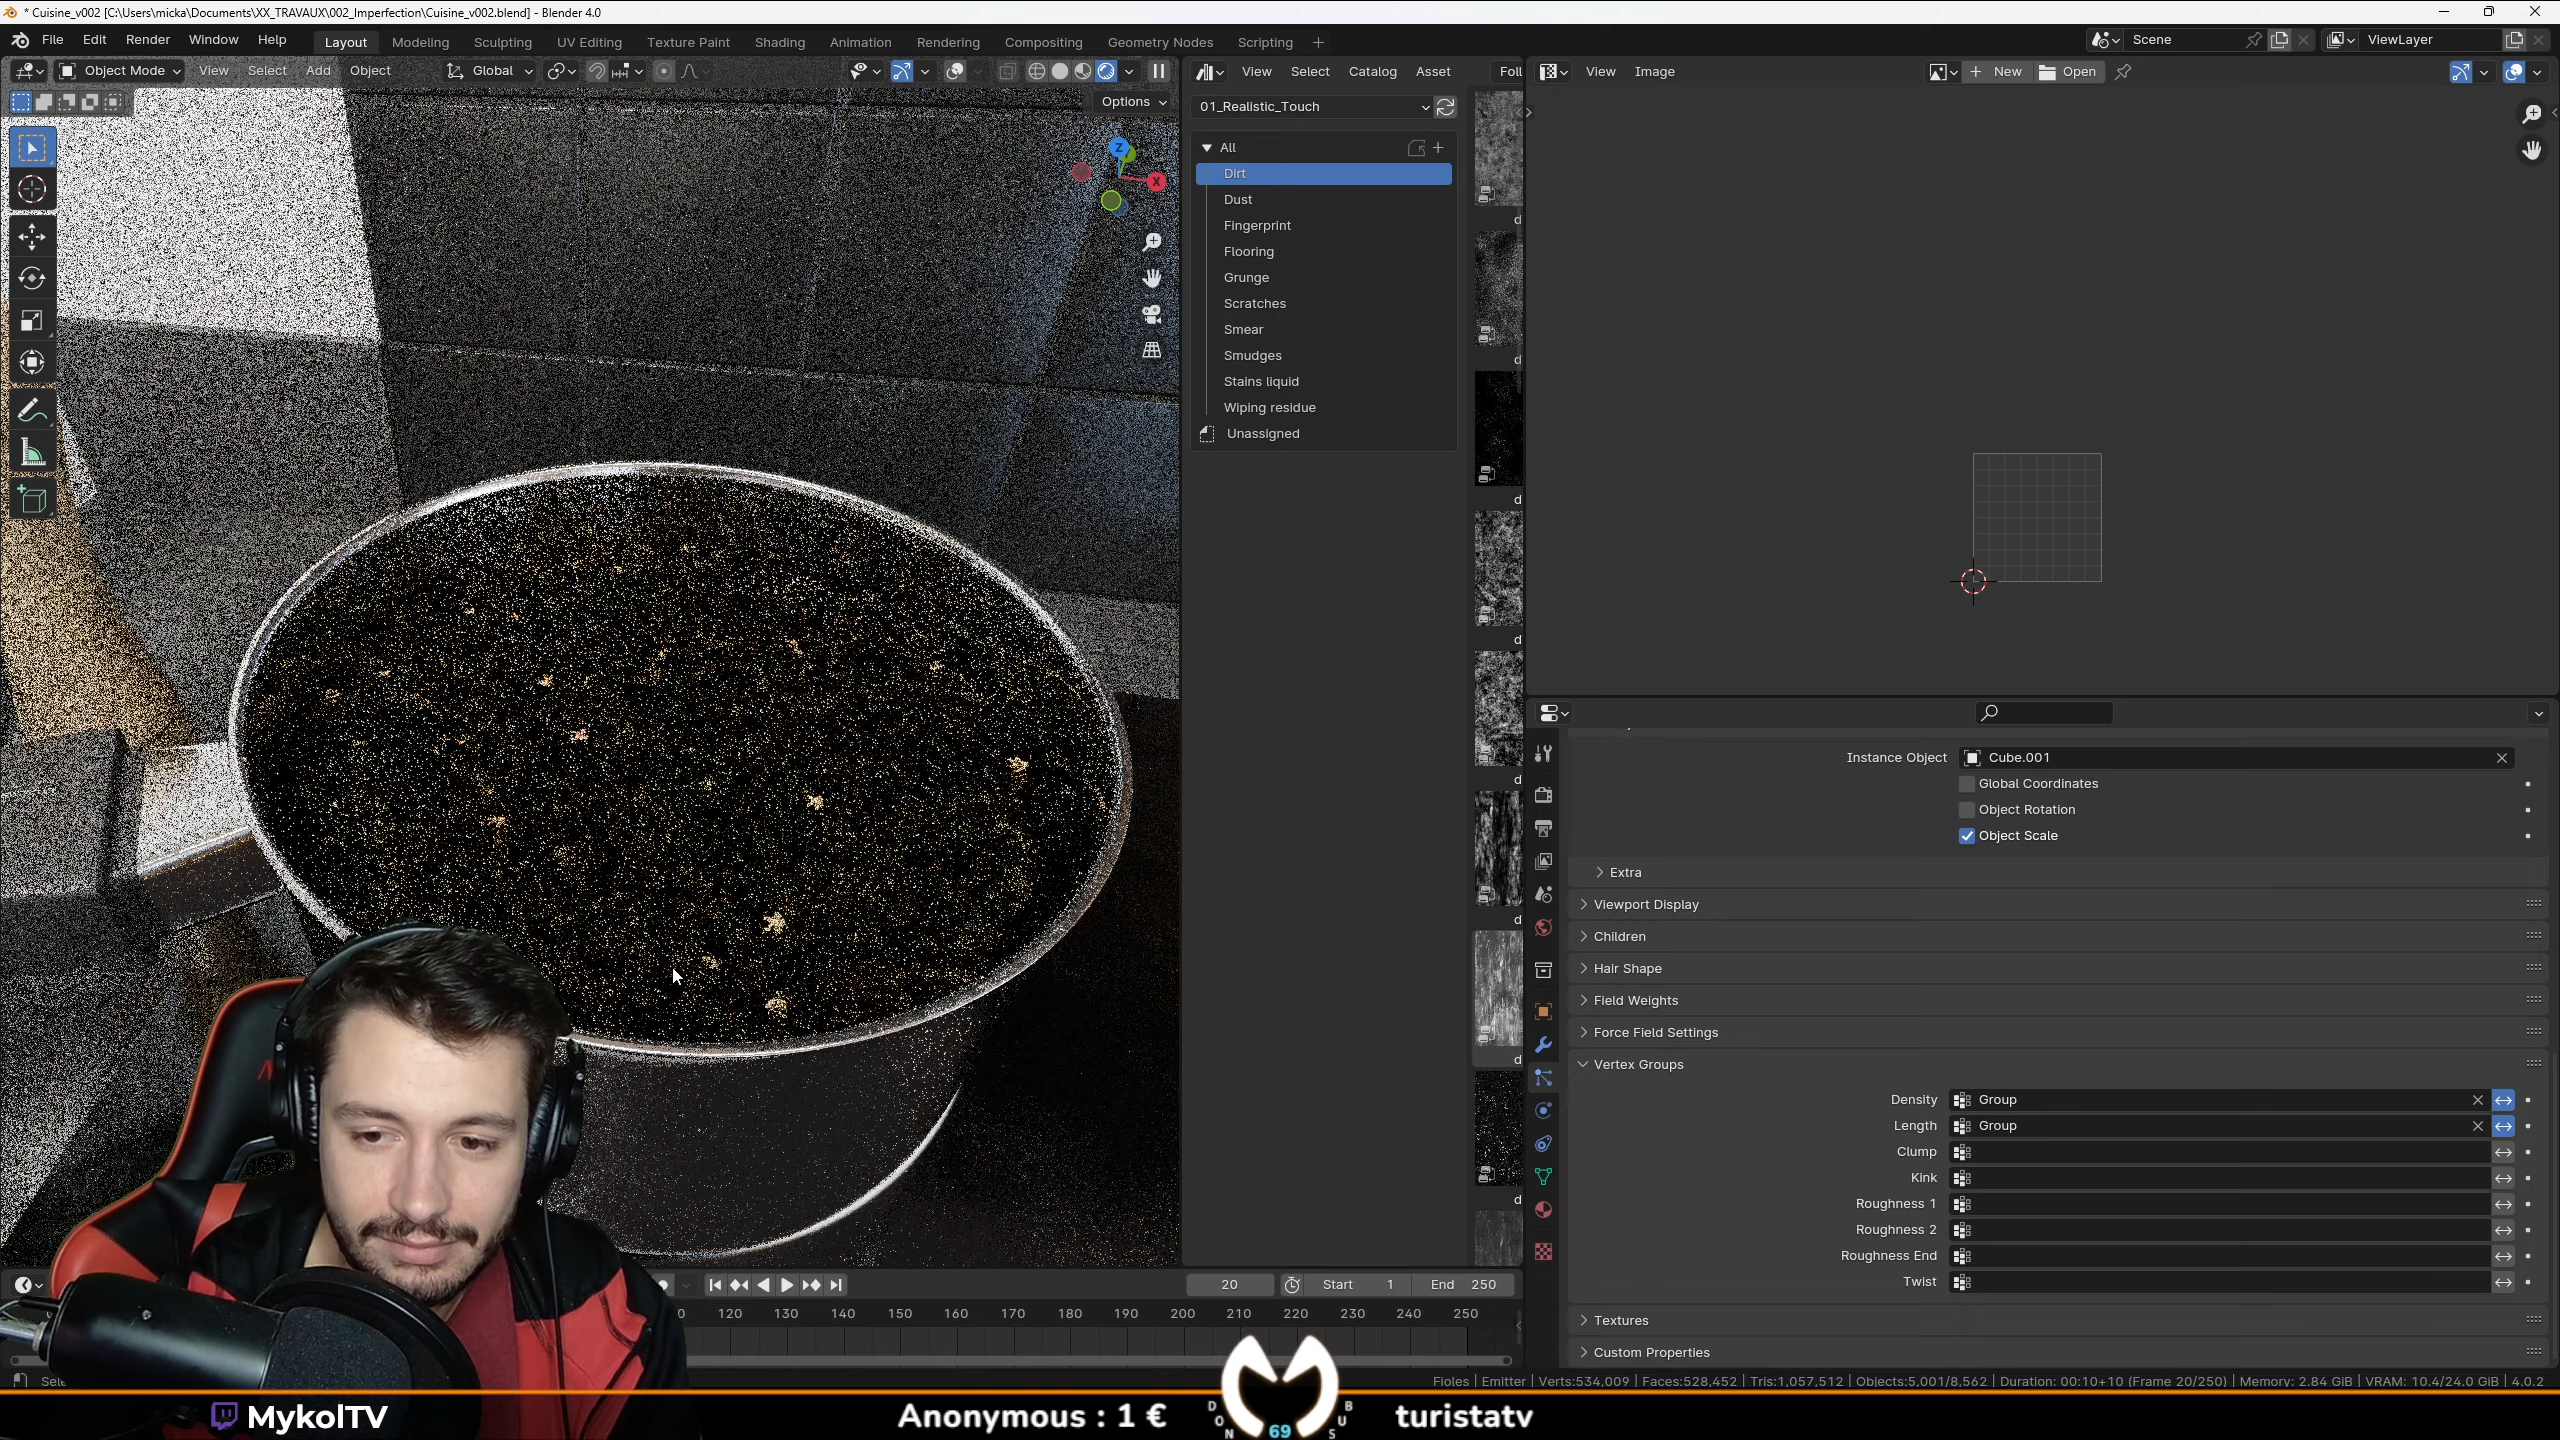 * Cuisine_v002 [C:\Users\micka\Documents\XX_TRAVAUX\002_Imperfection\Cuisine_v002.blend] - Blender 4.0
File Edit Render Window Help
Layout Modeling Sculpting UV Editing Texture Paint Shading Animation Rendering Compositing Geometry Nodes Scripting +
Scene
ViewLayer
Object Mode View Select Add Object Global
Options
Z
X
View Select Catalog Asset Foll
01_Realistic_Touch
All
Dirt
Dust
Fingerprint
Flooring
Grunge
Scratches
Smear
Smudges
Stains liquid
Wiping residue
Unassigned
d
d
d
d
d
d
d
d
View Image
New Open
Instance Object Cube.001
Global Coordinates
Object Rotation
Object Scale
Extra
Viewport Display
Children
Hair Shape
Field Weights
Force Field Settings
Vertex Groups
Density Group
Length Group
Clump
Kink
Roughness 1
Roughness 2
Roughness End
Twist
Textures
Custom Properties
20 Start 1 End 250
0 120 130 140 150 160 170 180 190 200 210 220 230 240 250
Sele
Fioles | Emitter | Verts:534,009 | Faces:528,452 | Tris:1,057,512 | Objects:5,001/8,562 | Duration: 00:10+10 (Frame 20/250) | Memory: 2.84 GiB | VRAM: 10.4/24.0 GiB | 4.0.2
MykolTV
Anonymous : 1 €
DON
69
BUS
turistatv